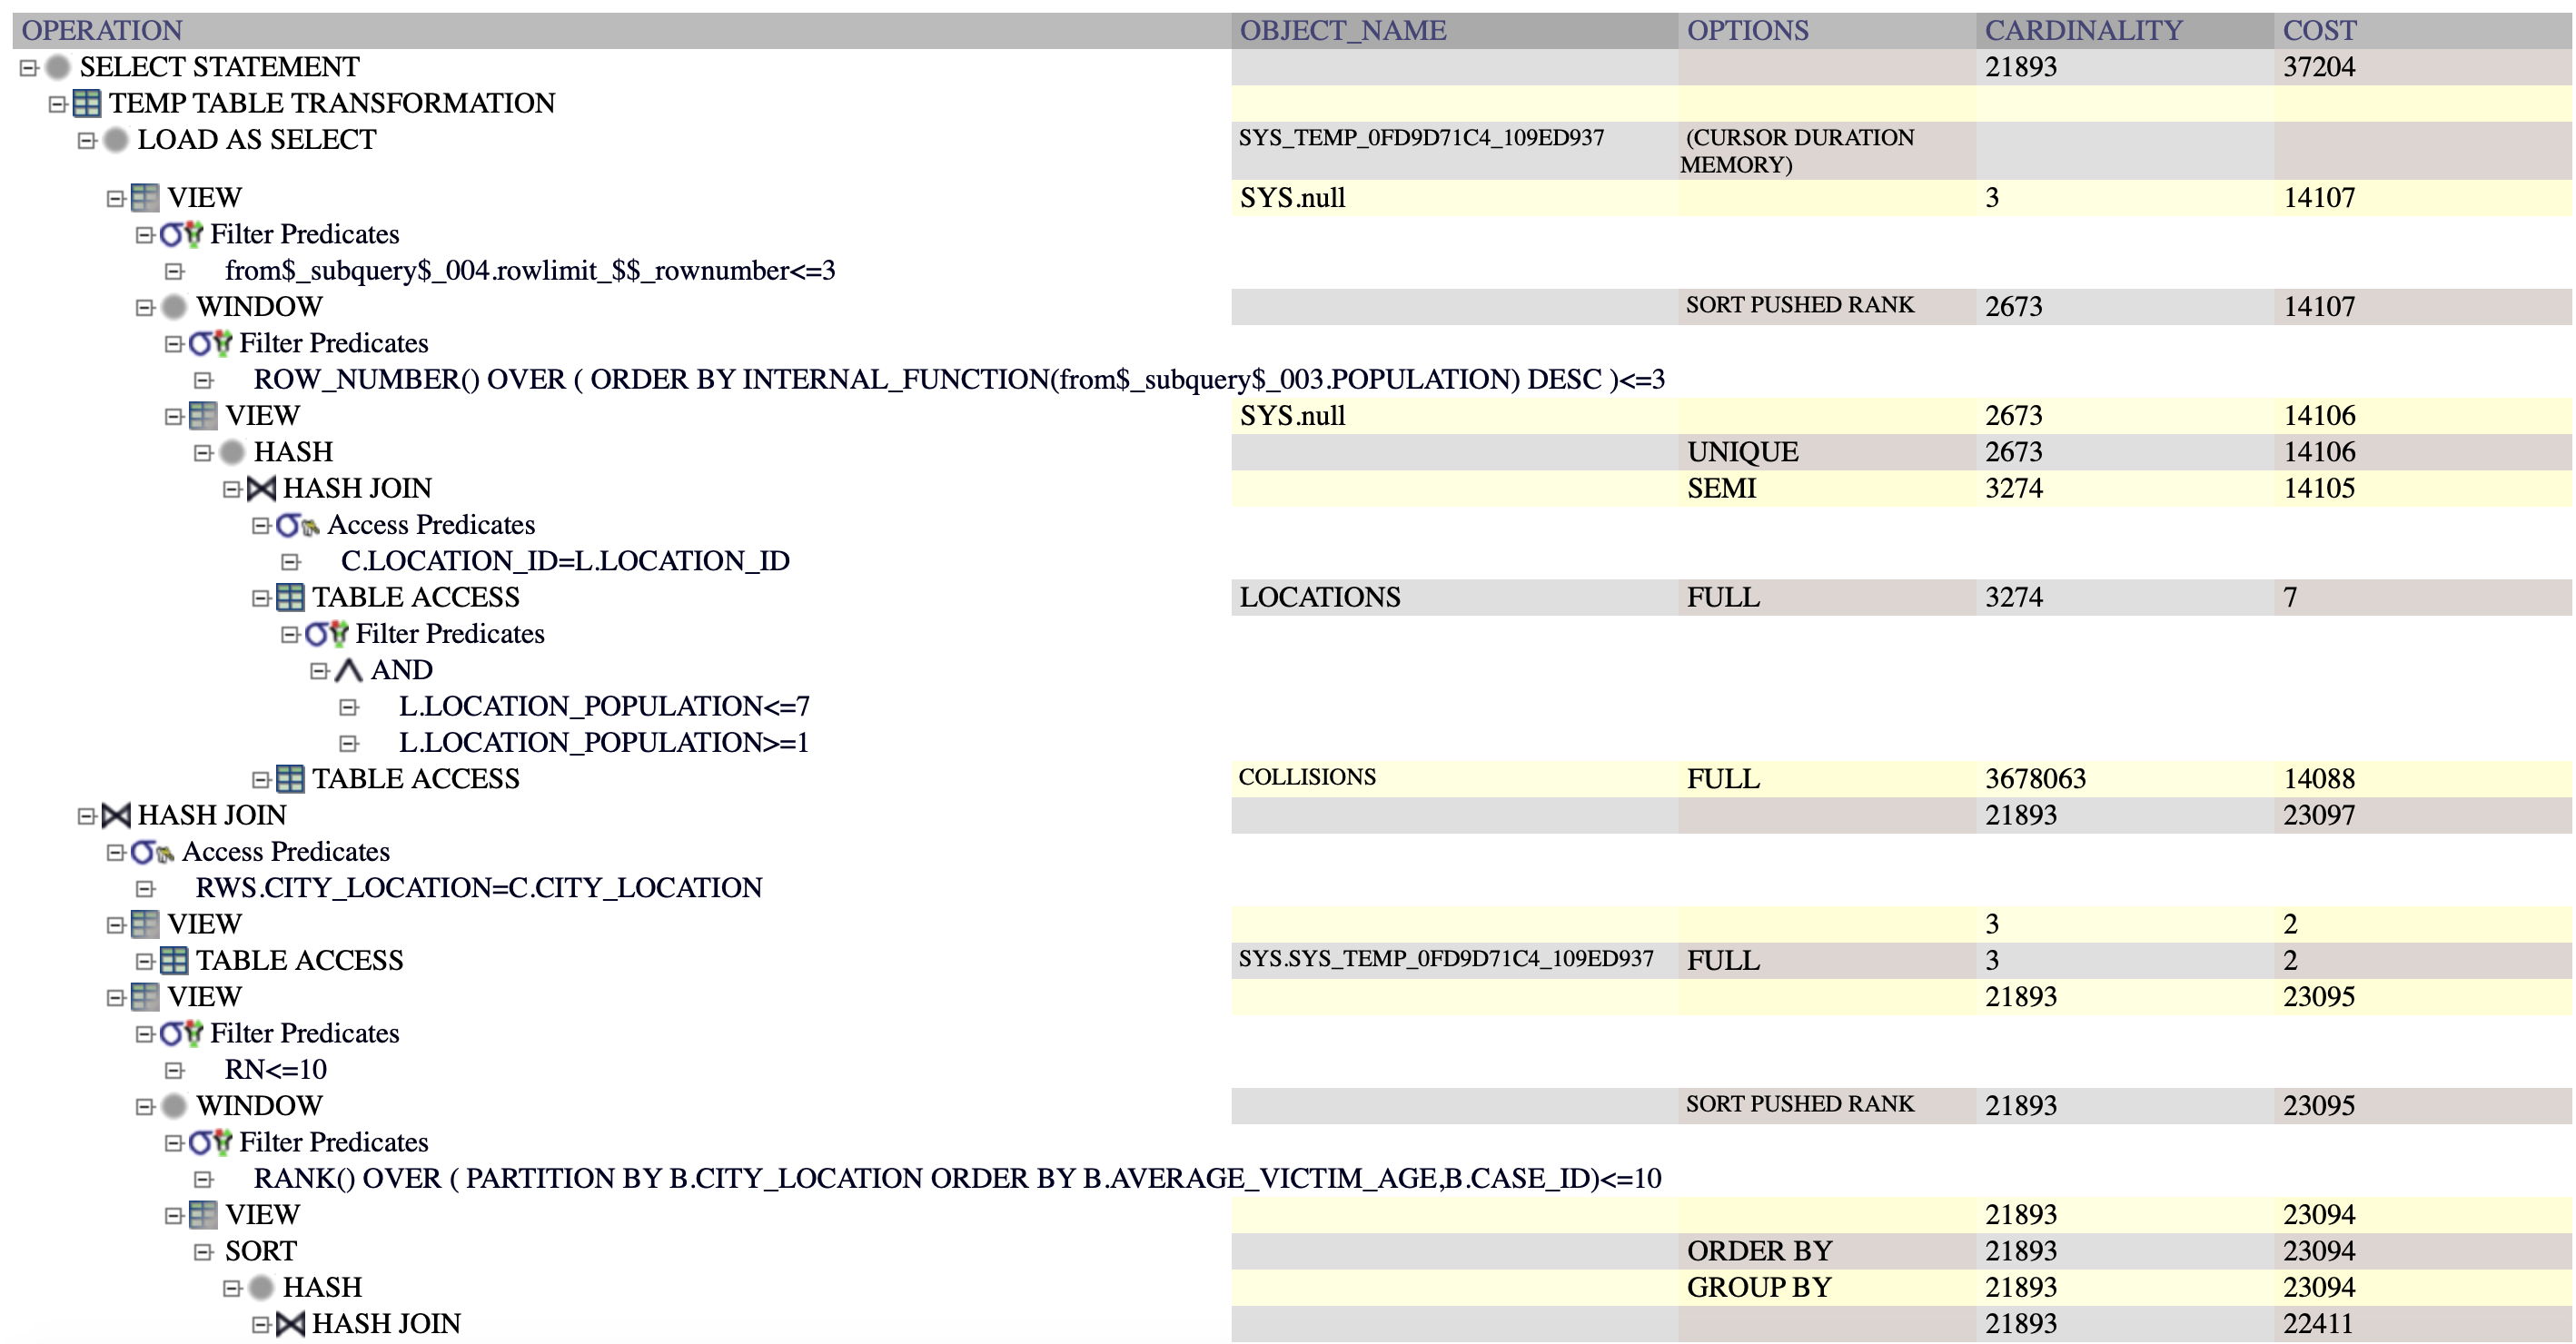 OPERATION OBJECT_NAME OPTIONS CARDINALITY COST
SELECT STATEMENT 21893 37204
TEMP TABLE TRANSFORMATION
LOAD AS SELECT SYS_TEMP_0FD9D71C4_109ED937 (CURSOR DURATION
MEMORY)
VIEW SYS.null 3 14107
Filter Predicates
from$_subquery$_004.rowlimit_$$_rownumber<=3
WINDOW SORT PUSHED RANK 2673 14107
Filter Predicates
ROW_NUMBER() OVER ( ORDER BY INTERNAL_FUNCTION(from$_subquery$_003.POPULATION) DESC )<=3
VIEW SYS.null 2673 14106
HASH UNIQUE 2673 14106
HASH JOIN SEMI 3274 14105
Access Predicates
C.LOCATION_ID=L.LOCATION_ID
TABLE ACCESS LOCATIONS FULL 3274 7
Filter Predicates
AND
L.LOCATION_POPULATION<=7
L.LOCATION_POPULATION>=1
TABLE ACCESS COLLISIONS FULL 3678063 14088
HASH JOIN 21893 23097
Access Predicates
RWS.CITY_LOCATION=C.CITY_LOCATION
VIEW 3 2
TABLE ACCESS SYS.SYS_TEMP_0FD9D71C4_109ED937 FULL 3 2
VIEW 21893 23095
Filter Predicates
RN<=10
WINDOW SORT PUSHED RANK 21893 23095
Filter Predicates
RANK() OVER ( PARTITION BY B.CITY_LOCATION ORDER BY B.AVERAGE_VICTIM_AGE,B.CASE_ID)<=10
VIEW 21893 23094
SORT ORDER BY 21893 23094
HASH GROUP BY 21893 23094
HASH JOIN 21893 22411